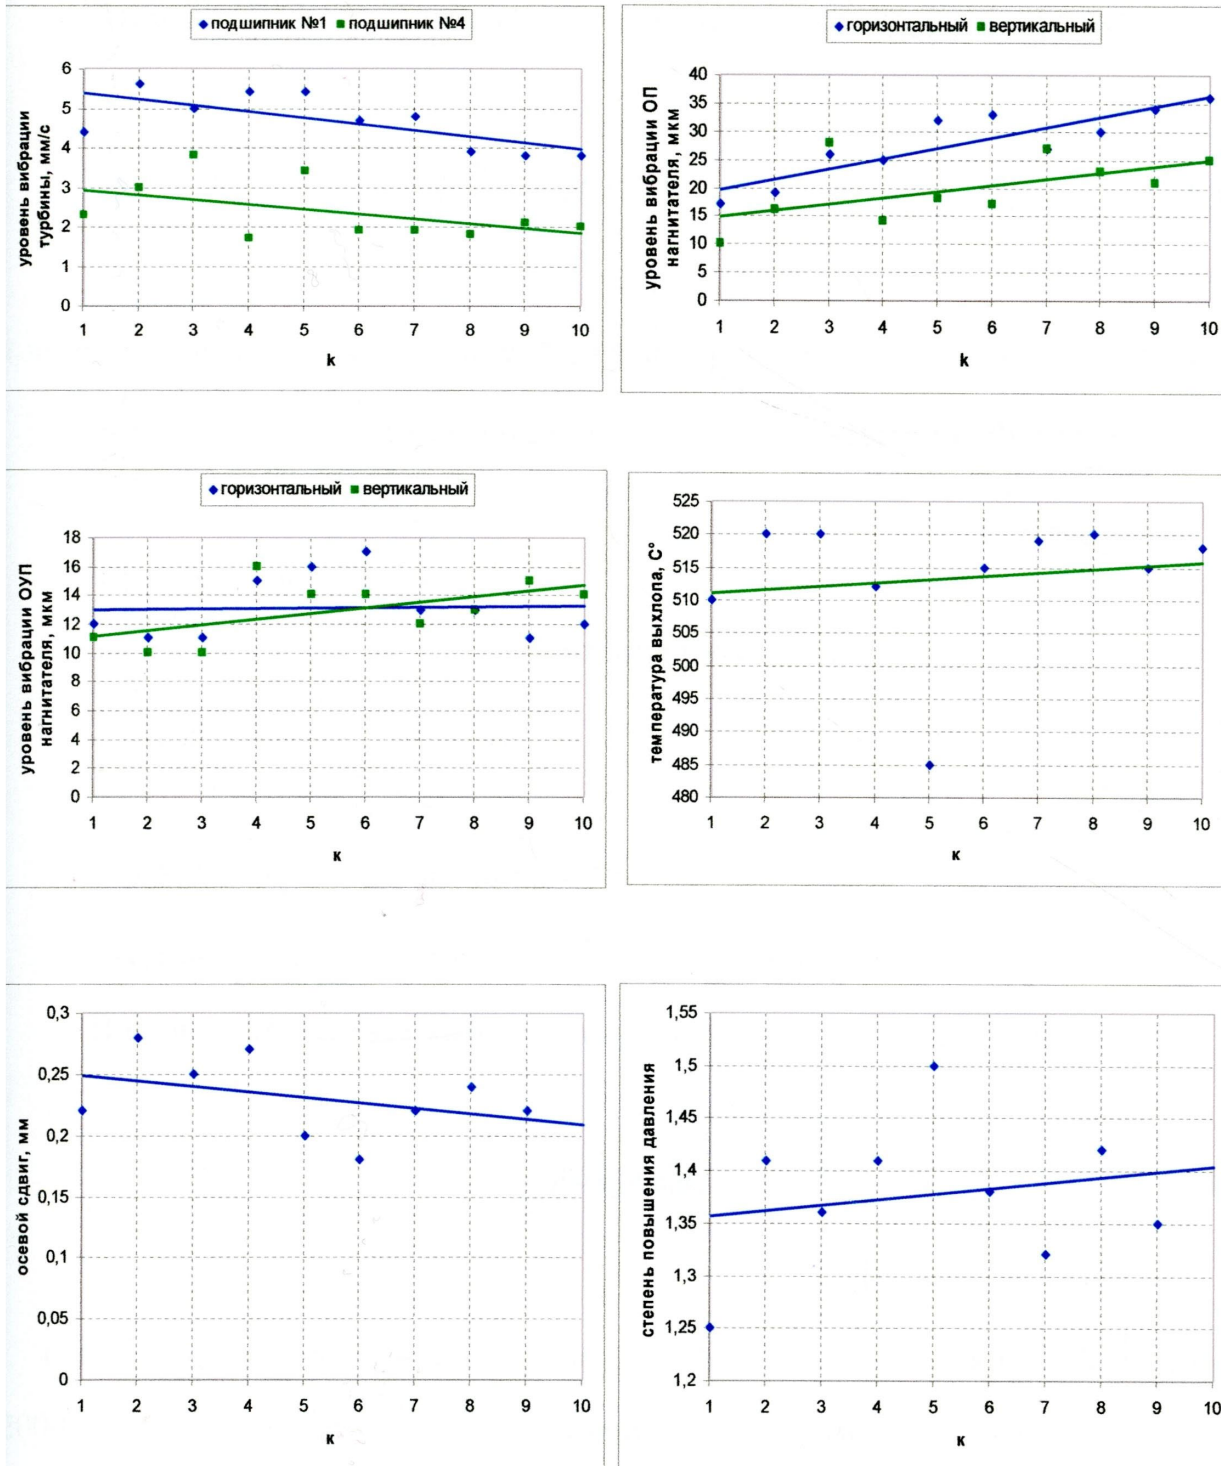 подшипник №1 подшипник №4
уровень вибрации
турбины, мм/с
6
5
4
3
2
1
0
1 2 3 4 5 6 7 8 9 10
k
горизонтальный вертикальный
уровень вибрации ОП
нагнитателя, мкм
40
35
30
25
20
15
10
5
0
1 2 3 4 5 6 7 8 9 10
k
горизонтальный вертикальный
уровень вибрации ОУП
нагнитателя, мкм
18
16
14
13
12
10
8
6
4
2
0
1 2 3 4 5 6 7 8 9 10
к
температура выхлопа, С°
525
520
515
510
505
500
495
490
485
480
1 2 3 4 5 6 7 8 9 10
к
осевой сдвиг, мм
0,3
0,25
0,2
0,15
0,1
0,05
0
1 2 3 4 5 6 7 8 9 10
к
степень повышения давления
1,55
1,5
1,45
1,4
1,35
1,3
1,25
1,2
1 2 3 4 5 6 7 8 9 10
к